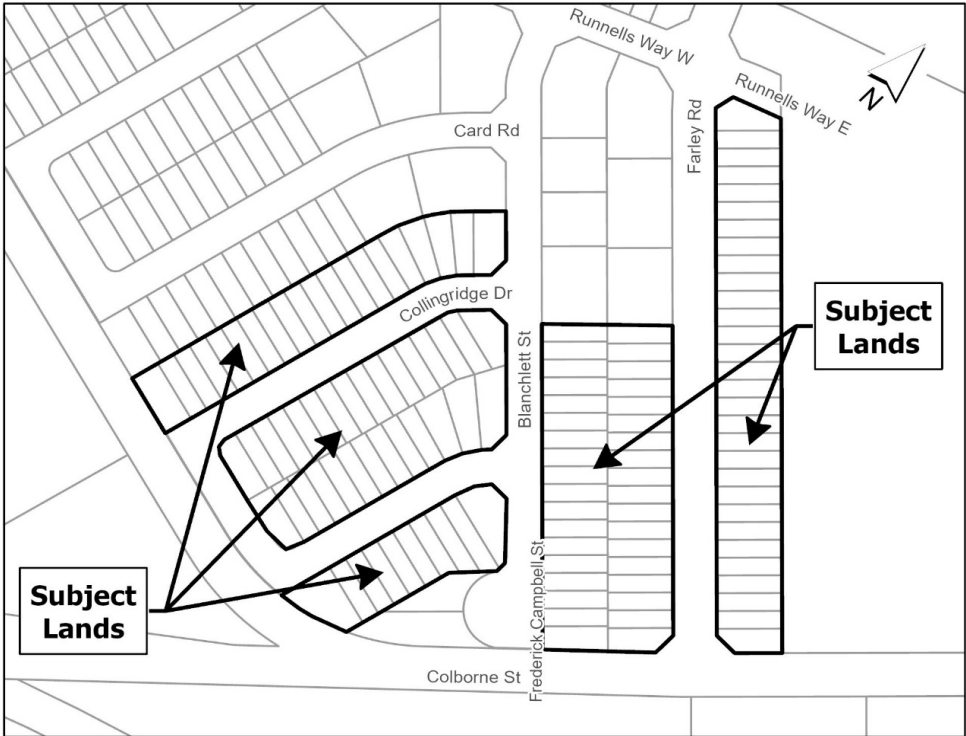 Runnells Way W
N
Runnells Way E
Card Rd
Farley Rd
Collingridge Dr
Subject
Lands
Blanchlett St
Subject
Lands
Frederick Campbell St
Colborne St